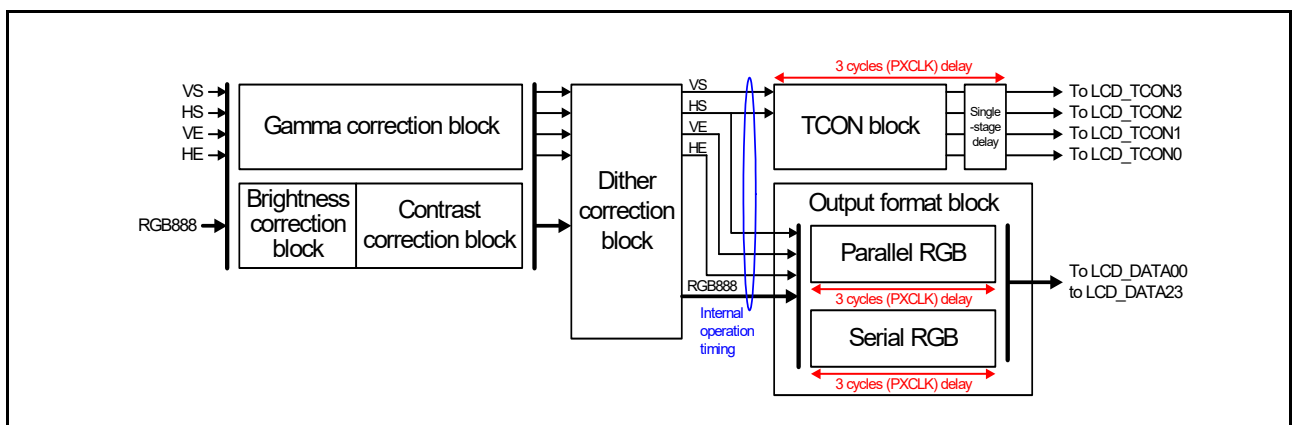 3 cycles (PXCLK) delay
VS
HS
VE
HE
Gamma correction block
VS
HS
VE
HE
TCON block
Single
-stage
delay
To LCD_TCON3
To LCD_TCON2
To LCD_TCON1
To LCD_TCON0
RGB888
Brightness
correction
block
Contrast
correction block
Dither
correction
block
RGB888
Internal
operation
timing
Output format block
Parallel RGB
3 cycles (PXCLK) delay
Serial RGB
3 cycles (PXCLK) delay
To LCD_DATA00
to LCD_DATA23